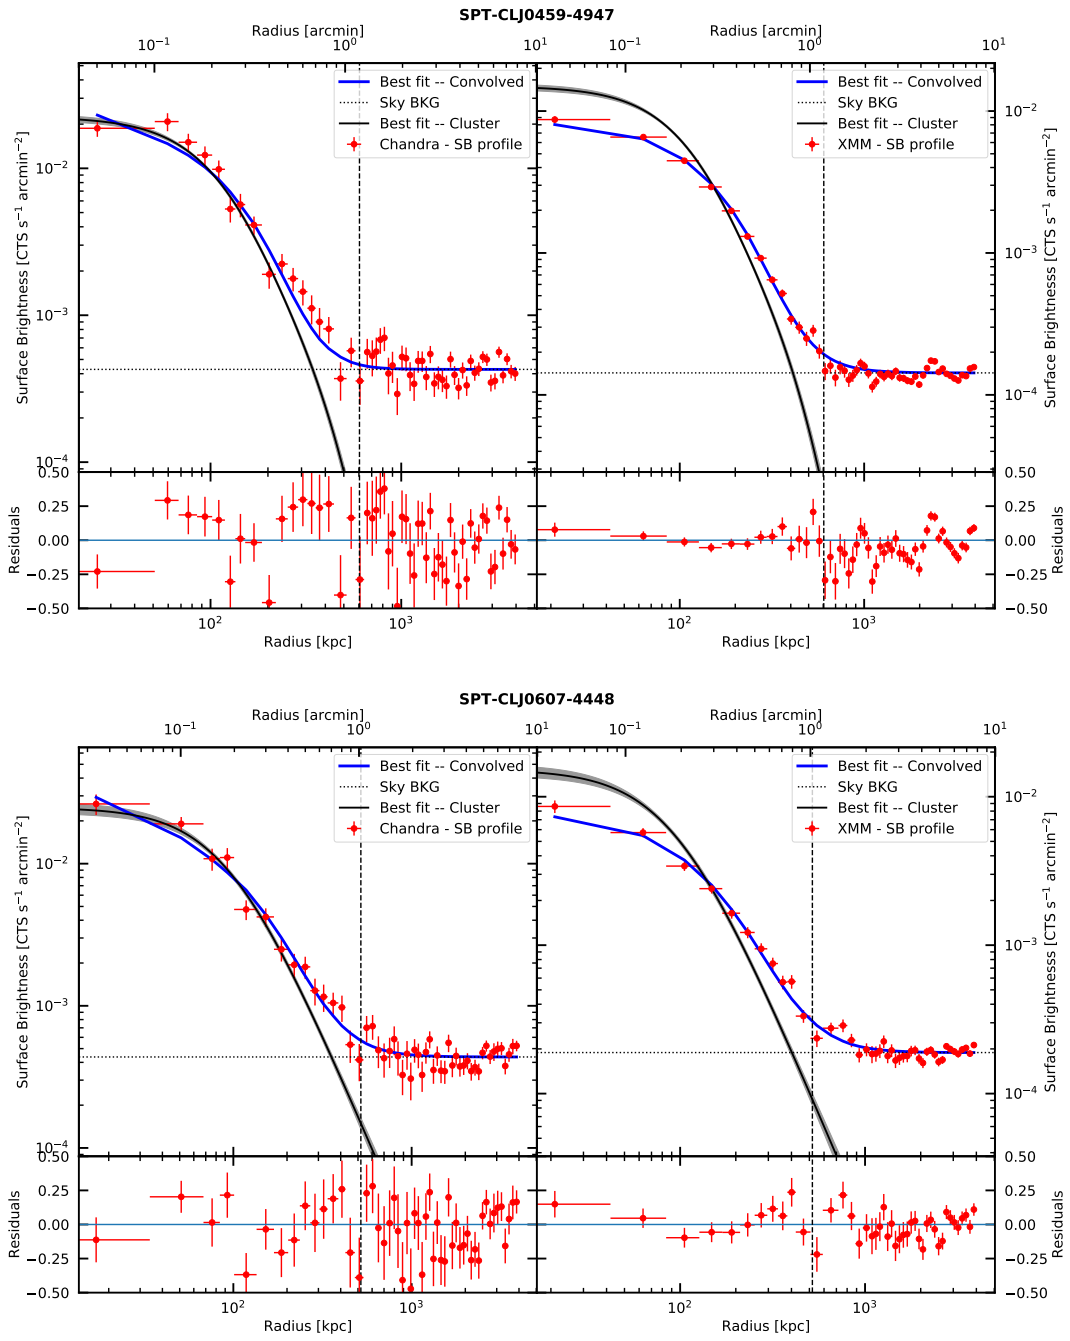 SPT-CLJ0459-4947
Radius [arcmin] Radius [arcmin]
10⁻¹ 10⁰ 10¹ 10⁻¹ 10⁰ 10¹
Best fit -- Convolved
Sky BKG
Best fit -- Cluster
Chandra - SB profile
Best fit -- Convolved
Sky BKG
Best fit -- Cluster
XMM - SB profile
Surface Brightness [CTS s⁻¹ arcmin⁻²]
10⁻²
10⁻³
10⁻⁴
10⁻²
10⁻³
10⁻⁴
Surface Brightnesss [CTS s⁻¹ arcmin⁻²]
Residuals
0.50
0.25
0.00
−0.25
−0.50
0.50
0.25
0.00
−0.25
−0.50
Residuals
10² 10³ 10² 10³
Radius [kpc] Radius [kpc]
SPT-CLJ0607-4448
Radius [arcmin] Radius [arcmin]
10⁻¹ 10⁰ 10¹ 10⁻¹ 10⁰ 10¹
Best fit -- Convolved
Sky BKG
Best fit -- Cluster
Chandra - SB profile
Best fit -- Convolved
Sky BKG
Best fit -- Cluster
XMM - SB profile
Surface Brightness [CTS s⁻¹ arcmin⁻²]
10⁻²
10⁻³
10⁻⁴
10⁻²
10⁻³
10⁻⁴
Surface Brightnesss [CTS s⁻¹ arcmin⁻²]
Residuals
0.50
0.25
0.00
−0.25
−0.50
0.50
0.25
0.00
−0.25
−0.50
Residuals
10² 10³ 10² 10³
Radius [kpc] Radius [kpc]